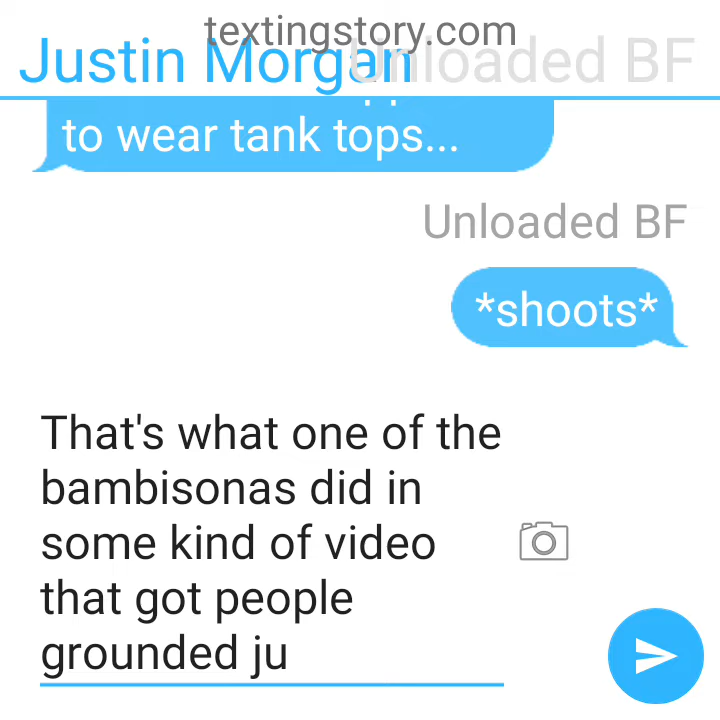 textingstory.com
Justin Morgan Unloaded BF
to wear tank tops...
Unloaded BF
*shoots*
That's what one of the
bambisonas did in
some kind of video
that got people
grounded ju